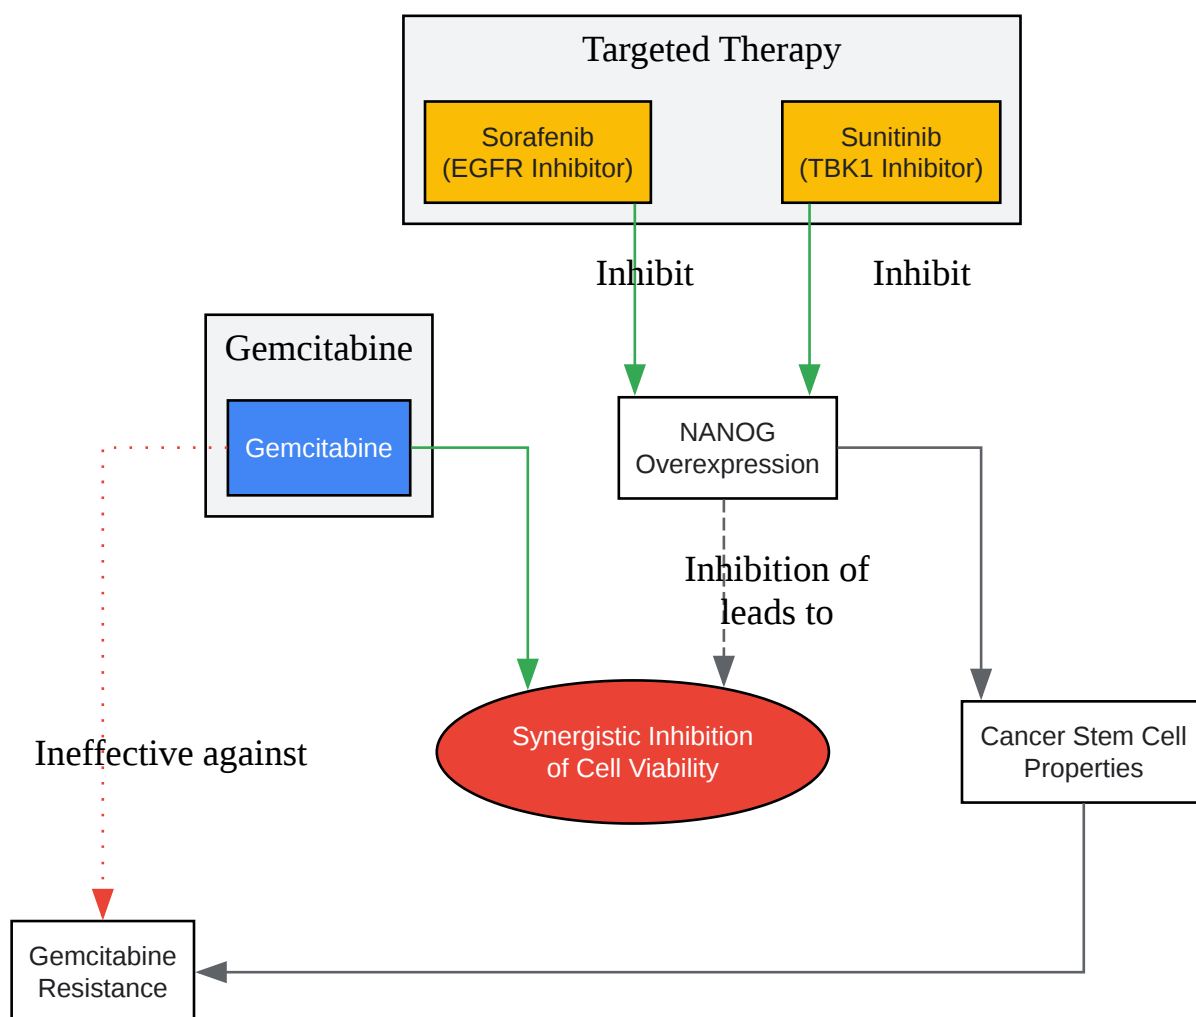 Targeted Therapy
Sorafenib
(EGFR Inhibitor)
Sunitinib
(TBK1 Inhibitor)
Inhibit
Inhibit
Gemcitabine
Gemcitabine
NANOG
Overexpression
Inhibition of
leads to
Ineffective against
Synergistic Inhibition
of Cell Viability
Cancer Stem Cell
Properties
Gemcitabine
Resistance